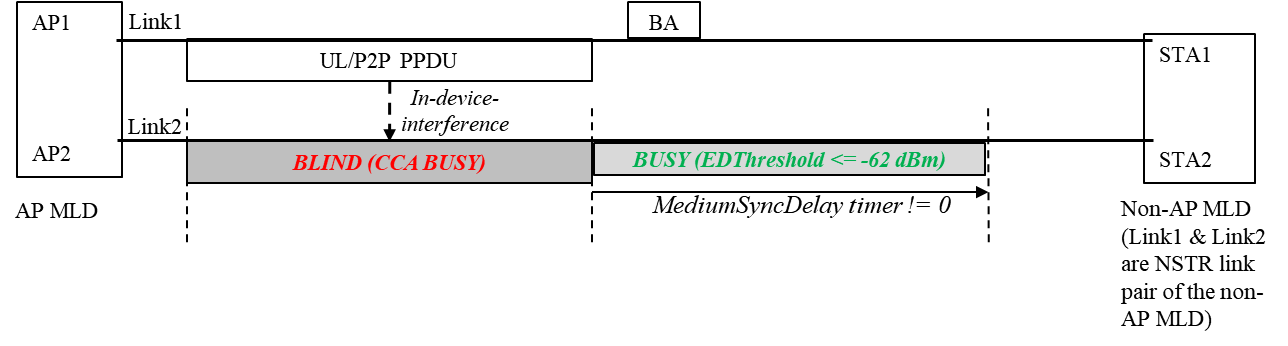 AP1
Link1
BA
UL/P2P PPDU
STA1
In-device-
interference
Link2
AP2
BLIND (CCA BUSY)
BUSY (EDThreshold <= -62 dBm)
STA2
MediumSyncDelay timer != 0
AP MLD
Non-AP MLD
(Link1 & Link2
are NSTR link
pair of the non-
AP MLD)